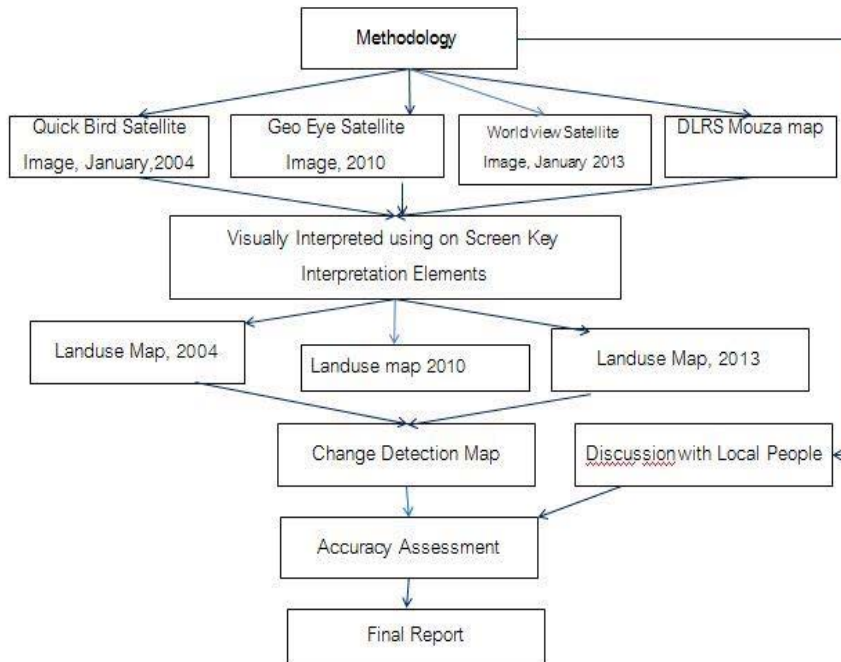 Methodology
Quick Bird Satellite
Image, January,2004
Geo Eye Satellite
Image, 2010
Worldview Satellite
Image, January 2013
DLRS Mouza map
Visually Interpreted using on Screen Key
Interpretation Elements
Landuse Map, 2004
Landuse map 2010
Landuse Map, 2013
Change Detection Map
Discussion with Local People
Accuracy Assessment
Final Report